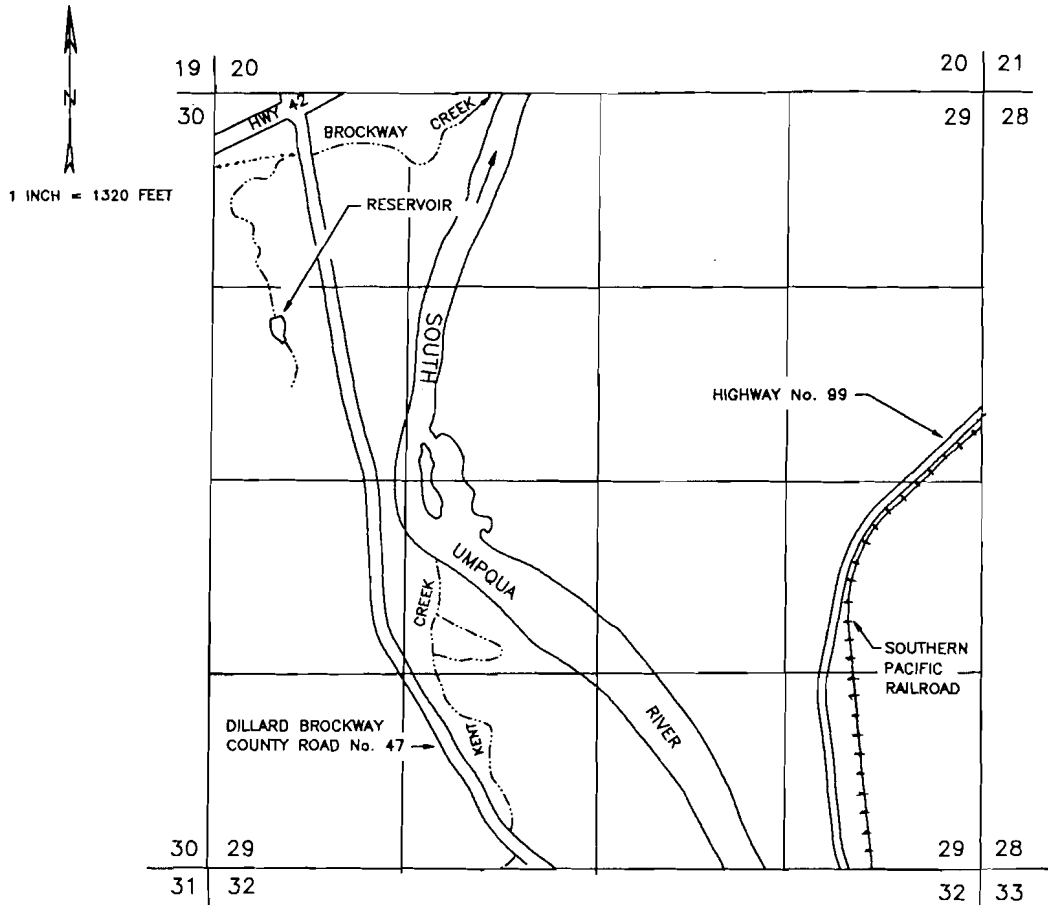 19 20
30
20 21
29 28
N
1 INCH = 1320 FEET
HWY 42
BROCKWAY CREEK
RESERVOIR
SOUTH
HIGHWAY No. 99
UMPQUA
CREEK
SOUTHERN
PACIFIC
RAILROAD
RIVER
KENT
DILLARD BROCKWAY
COUNTY ROAD No. 47
30 29
31 32
29 28
32 33